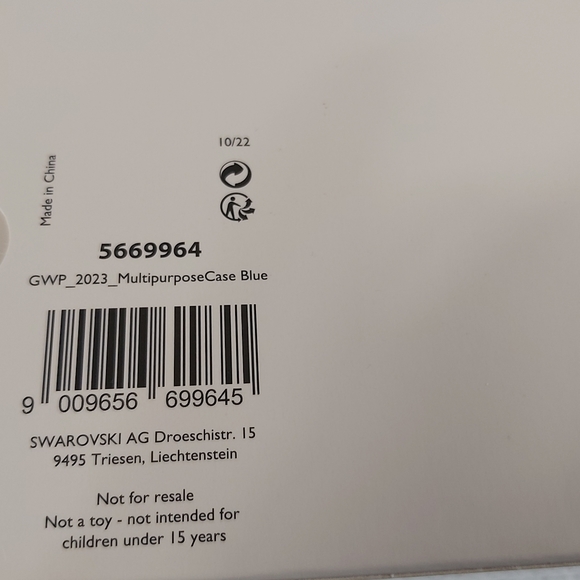 10/22
Made in China
5669964
GWP_2023_MultipurposeCase Blue
9 009656 699645
SWAROVSKI AG Droeschistr. 15
9495 Triesen, Liechtenstein
Not for resale
Not a toy - not intended for
children under 15 years